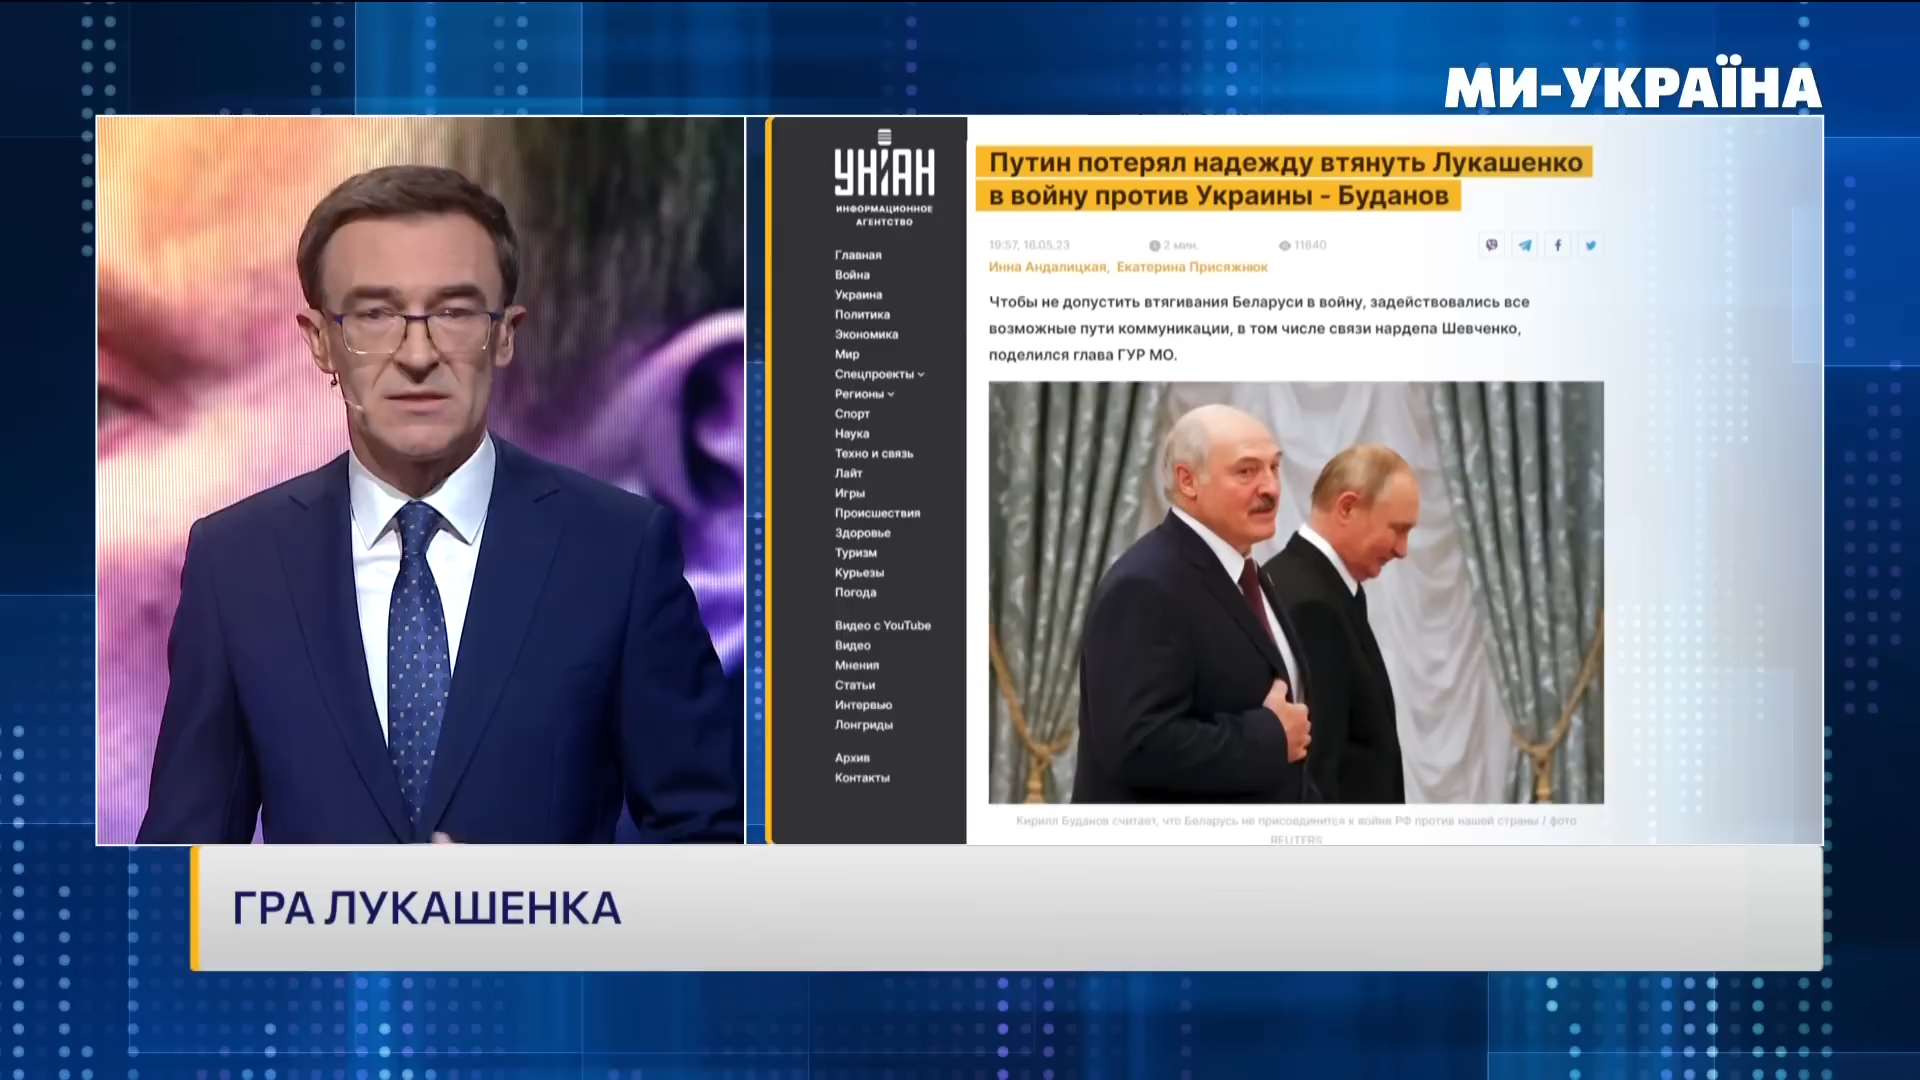 МИ-УКРАЇНА
УНІАН
ИНФОРМАЦИОННОЕ
АГЕНТСТВО
Главная
Война
Украина
Политика
Экономика
Мир
Спецпроекты
Регионы
Спорт
Наука
Техно и связь
Лайт
Игры
Происшествия
Здоровье
Туризм
Курьезы
Погода
Видео с YouTube
Видео
Мнения
Статьи
Интервью
Лонгриды
Архив
Контакты
Путин потерял надежду втянуть Лукашенко
в войну против Украины - Буданов
19:57, 16.05.23 2 мин. 11640
Инна Андалицкая, Екатерина Присяжнюк
Чтобы не допустить втягивания Беларуси в войну, задействовались все
возможные пути коммуникации, в том числе связи нардепа Шевченко,
поделился глава ГУР МО.
Кирилл Буданов считает, что Беларусь не присоединится к войне РФ против нашей страны / фото
REUTERS
ГРА ЛУКАШЕНКА